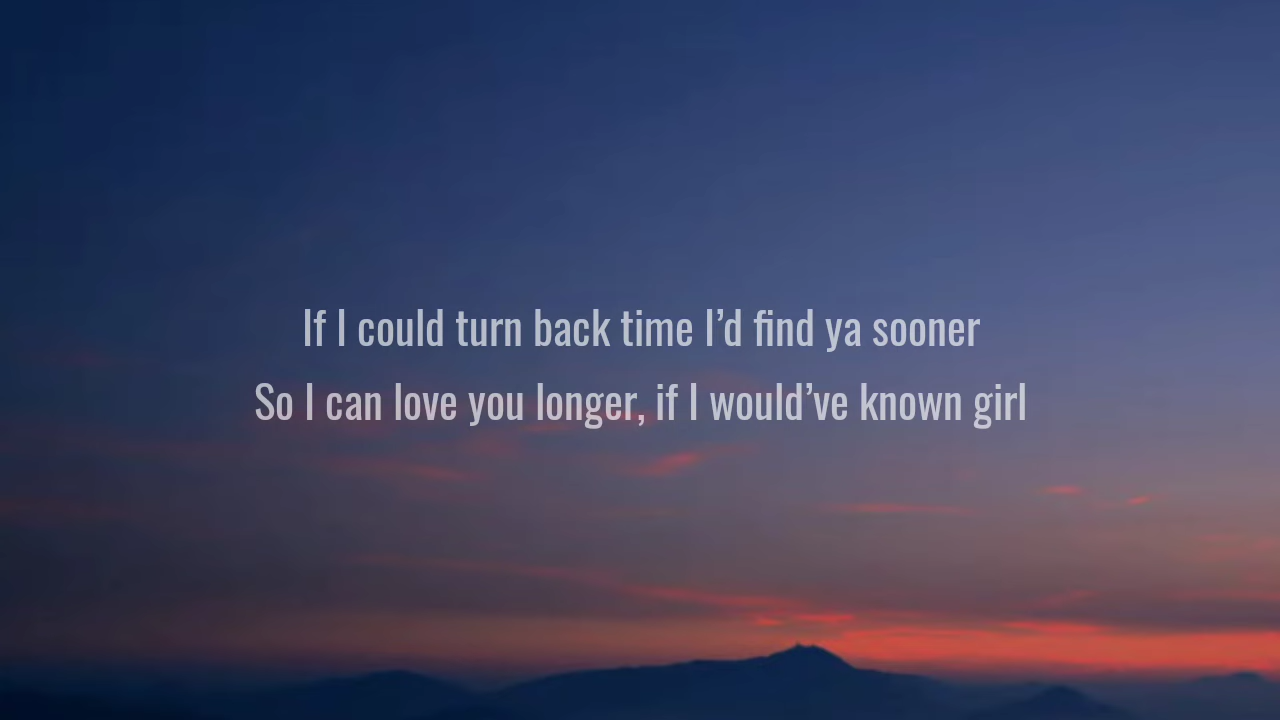 If I could turn back time I’d find ya sooner
So I can love you longer, if I would’ve known girl